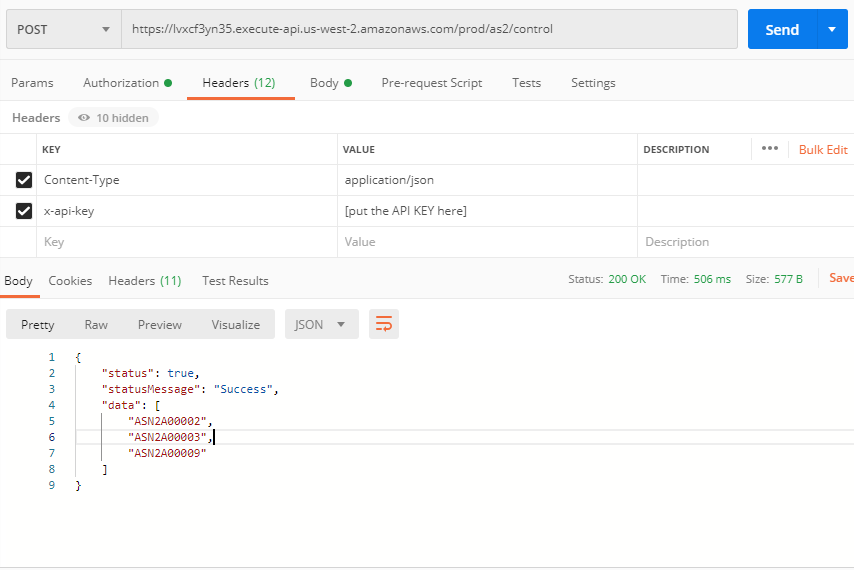 POST https://lvxcf3yn35.execute-api.us-west-2.amazonaws.com/prod/as2/control Send
Params Authorization Headers (12) Body Pre-request Script Tests Settings
Headers 10 hidden
KEY VALUE DESCRIPTION ••• Bulk Edit
Content-Type application/json
x-api-key [put the API KEY here]
Key Value Description
Body Cookies Headers (11) Test Results Status: 200 OK Time: 506 ms Size: 577 B Save
Pretty Raw Preview Visualize JSON
1 {
2 "status": true,
3 "statusMessage": "Success",
4 "data": [
5 "ASN2A00002",
6 "ASN2A00003",
7 "ASN2A00009"
8 ]
9 }